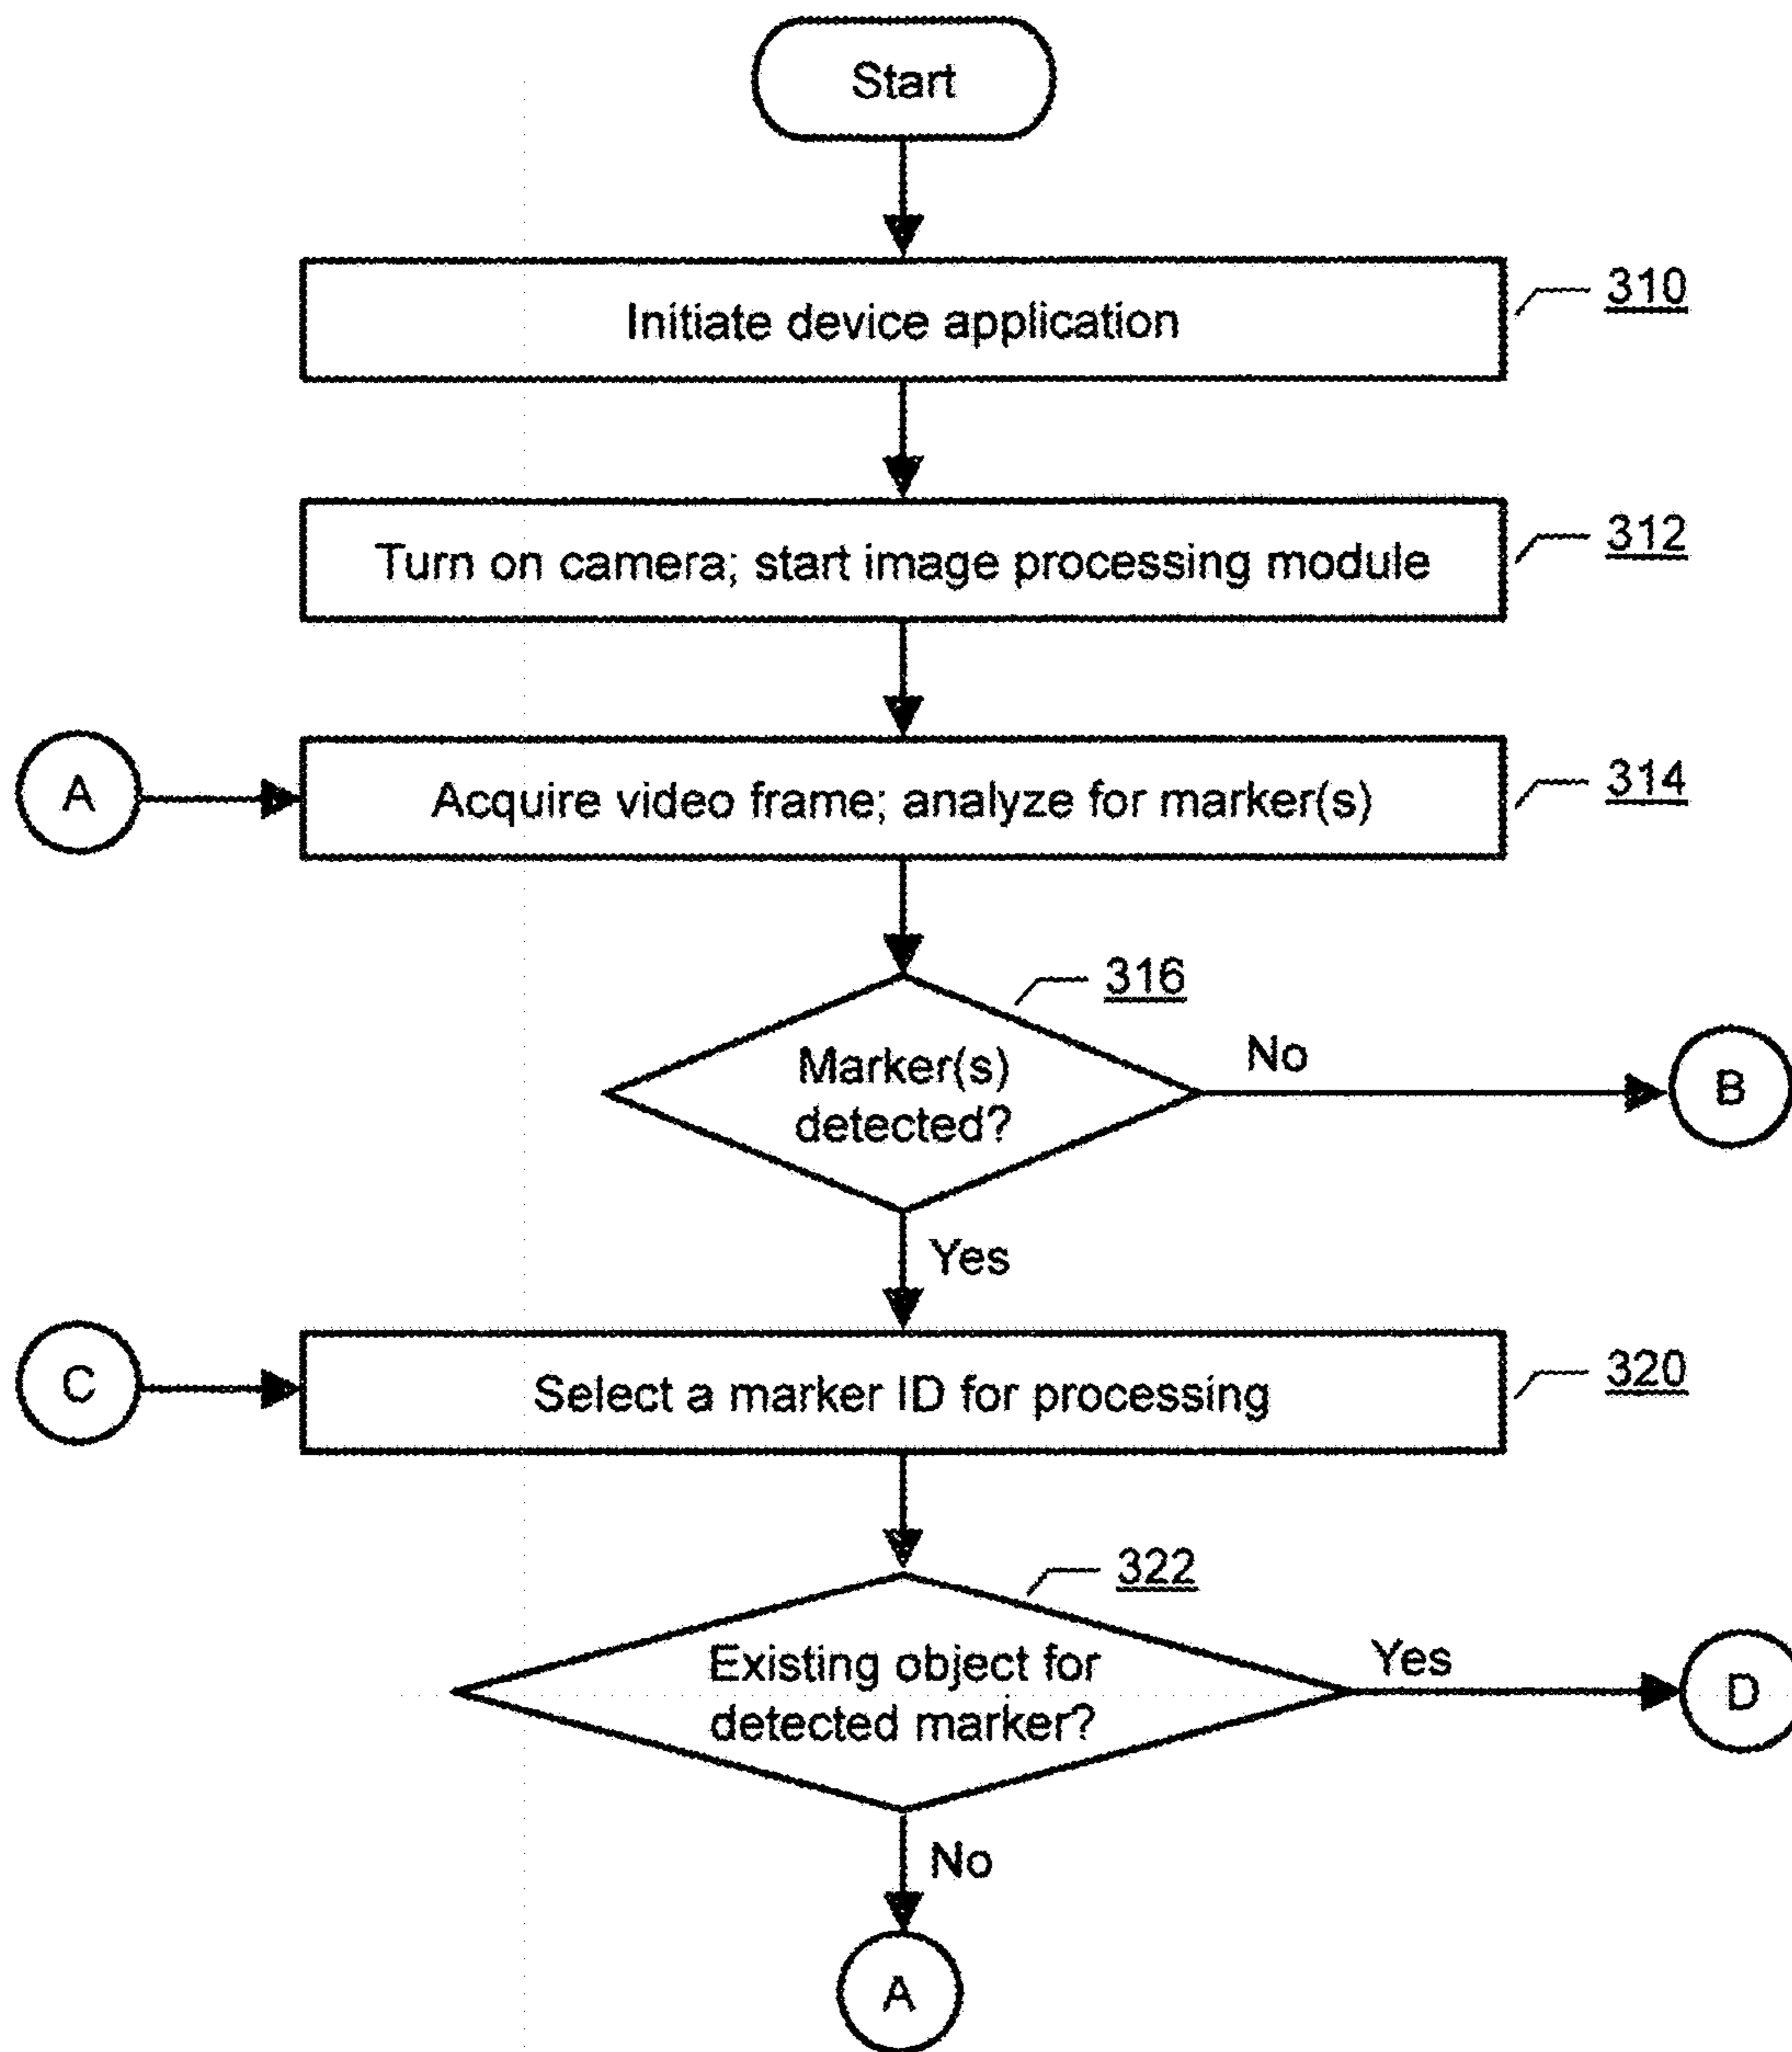 Start
Initiate device application
310
Turn on camera; start image processing module
312
A
Acquire video frame; analyze for marker(s)
314
316
Marker(s)
detected?
No
B
Yes
C
Select a marker ID for processing
320
322
Existing object for
detected marker?
Yes
D
No
A